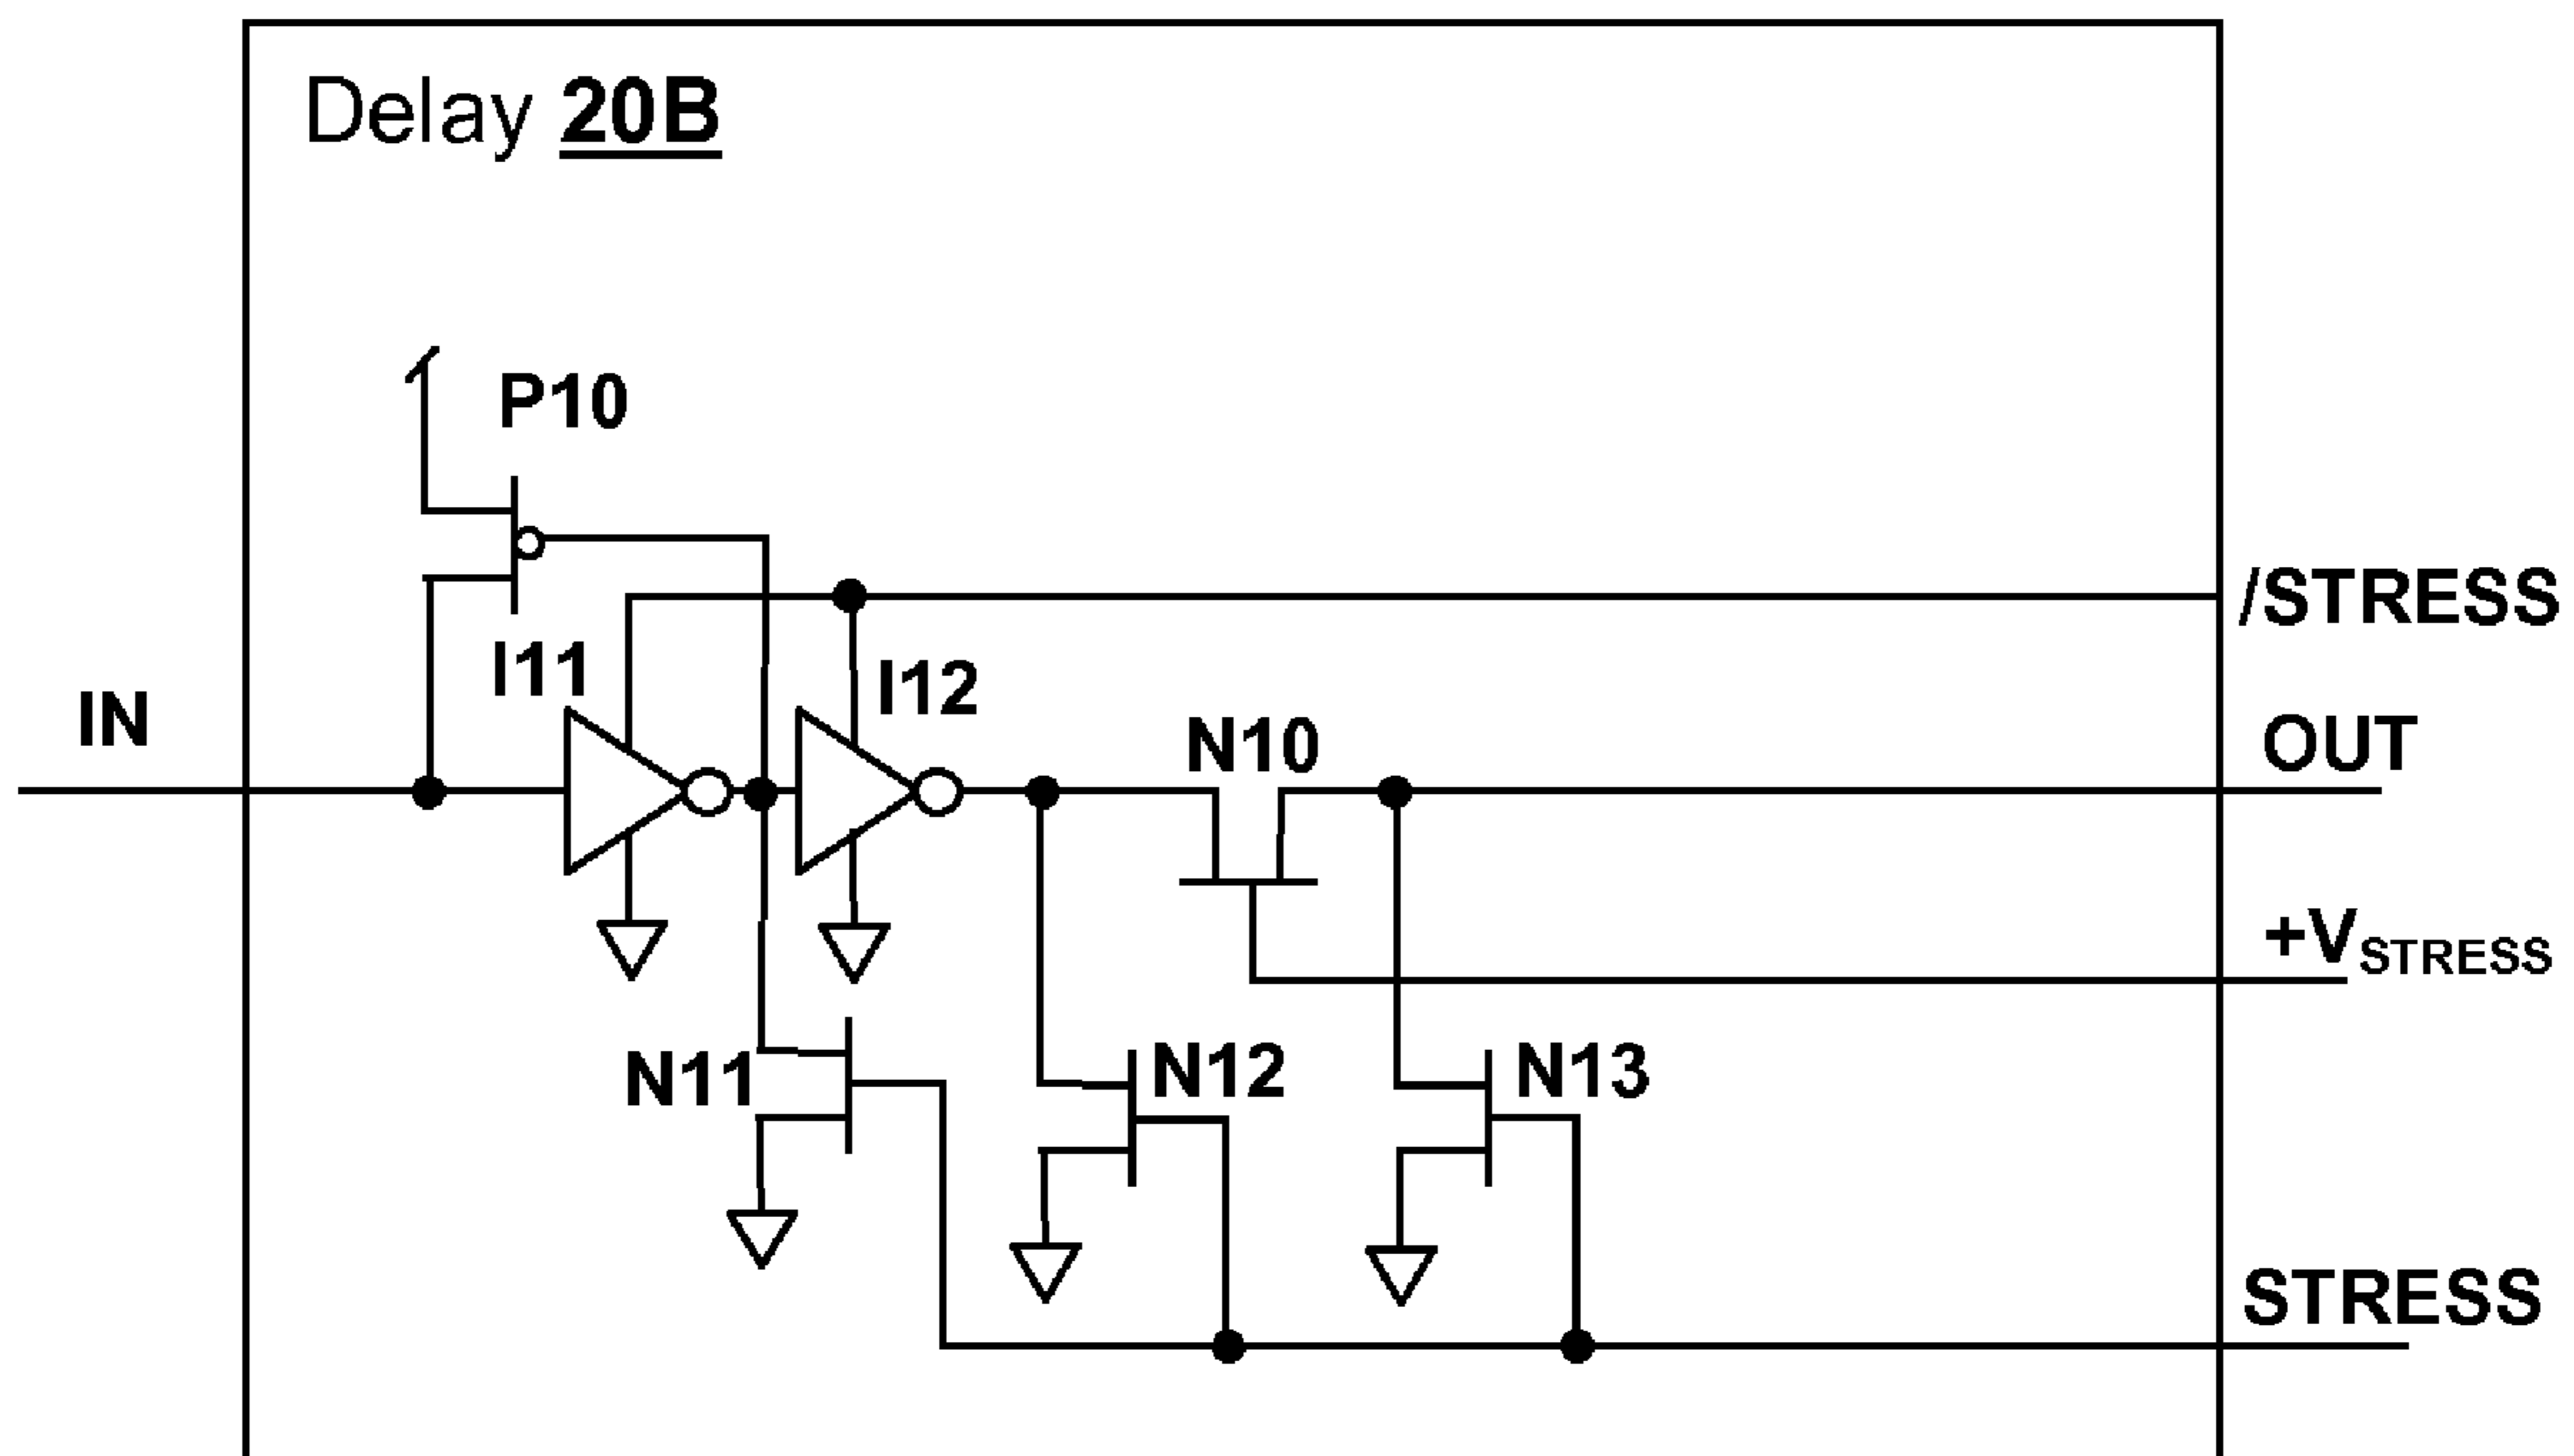 Delay 20B
P10
/STRESS
I11
I12
IN
N10
OUT
+VSTRESS
N11
N12
N13
STRESS